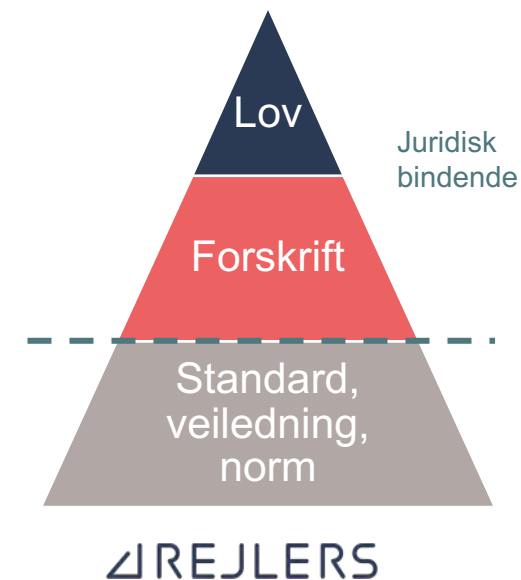 Lov
Juridisk
bindende
Forskrift
Standard,
veiledning,
norm
REJLERS